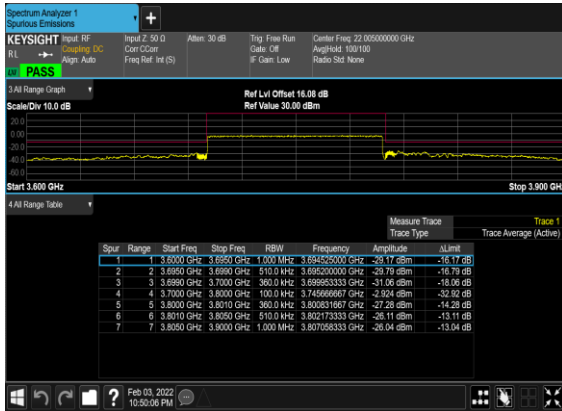 Spectrum Analyzer 1
Spurious Emissions
KEYSIGHT Input: RF Input Z: 50 Ω Atten: 30 dB Trig: Free Run Center Freq: 22.005000000 GHz
RL Coupling: DC Corr CCorr Gate: Off Avg|Hold: 100/100
Align: Auto Freq Ref: Int (S) IF Gain: Low Radio Std: None
PASS
3 All Range Graph
Ref Lvl Offset 16.08 dB
Scale/Div 10.0 dB Ref Value 30.00 dBm
20.0
0.00
-20.0
-40.0
-60.0
Start 3.600 GHz Stop 3.900 GHz
4 All Range Table
Measure Trace Trace 1
Trace Type Trace Average (Active)
Spur Range Start Freq Stop Freq RBW Frequency Amplitude ΔLimit
1 1 3.6000 GHz 3.6950 GHz 1.000 MHz 3.694525000 GHz -29.17 dBm -16.17 dB
2 2 3.6950 GHz 3.6990 GHz 510.0 kHz 3.695200000 GHz -29.79 dBm -16.79 dB
3 3 3.6990 GHz 3.7000 GHz 360.0 kHz 3.699953333 GHz -31.06 dBm -18.06 dB
4 4 3.7000 GHz 3.8000 GHz 100.0 kHz 3.745666667 GHz -2.924 dBm -32.92 dB
5 5 3.8000 GHz 3.8010 GHz 360.0 kHz 3.800831667 GHz -27.28 dBm -14.28 dB
6 6 3.8010 GHz 3.8050 GHz 510.0 kHz 3.802173333 GHz -26.11 dBm -13.11 dB
7 7 3.8050 GHz 3.9000 GHz 1.000 MHz 3.807058333 GHz -26.04 dBm -13.04 dB
Feb 03, 2022
10:50:06 PM